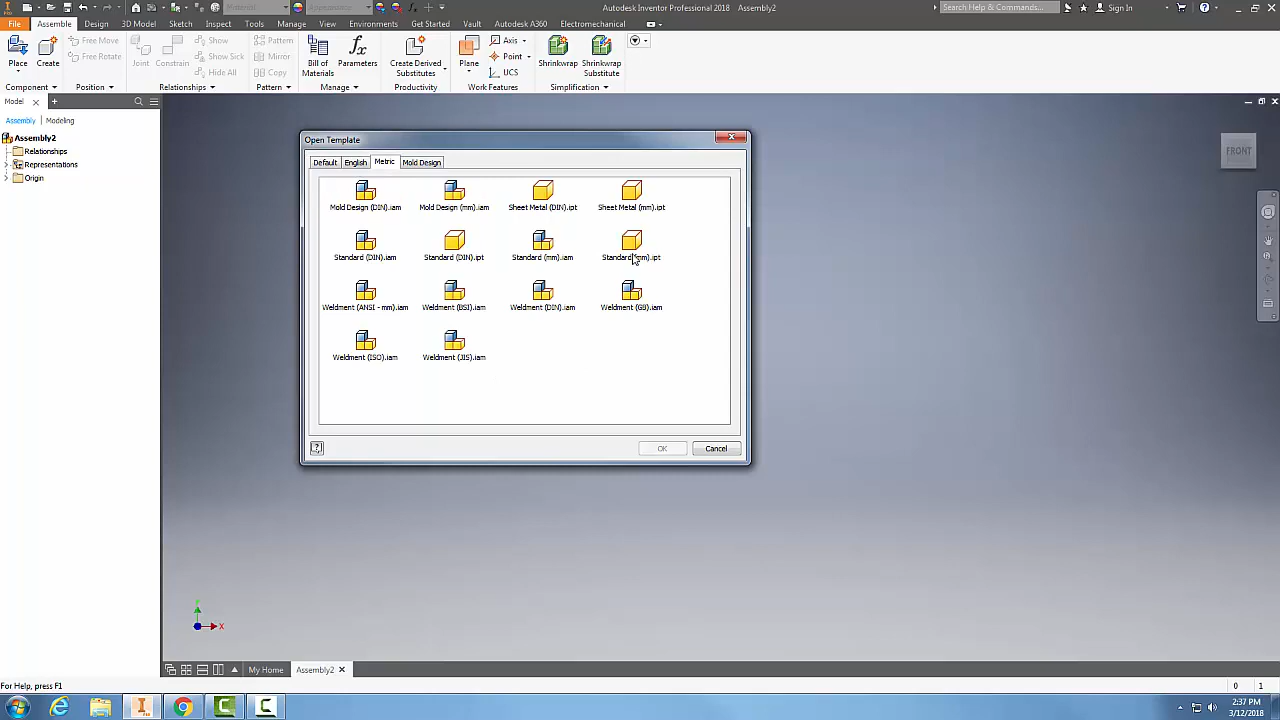 Material
Appearance
Autodesk Inventor Professional 2018 Assembly2
Search Help & Commands...
Sign In
File Assemble Design 3D Model Sketch Inspect Tools Manage View Environments Get Started Vault Autodesk A360 Electromechanical
Place
Create
Free Move
Free Rotate
Joint
Constrain
Show
Show Sick
Hide All
Pattern
Mirror
Copy
Bill of
Materials
Parameters
Create Derived
Substitutes
Plane
Axis
Point
UCS
Shrinkwrap
Shrinkwrap
Substitute
Component Position Relationships Pattern Manage Productivity Work Features Simplification
Model
Assembly Modeling
Assembly2
Relationships
Representations
Origin
Open Template
Default English Metric Mold Design
Mold Design (DIN).iam Mold Design (mm).iam Sheet Metal (DIN).ipt Sheet Metal (mm).ipt
Standard (DIN).iam Standard (DIN).ipt Standard (mm).iam Standard (mm).ipt
Weldment (ANSI - mm).iam Weldment (BSI).iam Weldment (DIN).iam Weldment (GB).iam
Weldment (ISO).iam Weldment (JIS).iam
OK Cancel
FRONT
Y
X
My Home Assembly2
For Help, press F1
0 1
2:37 PM
3/12/2018